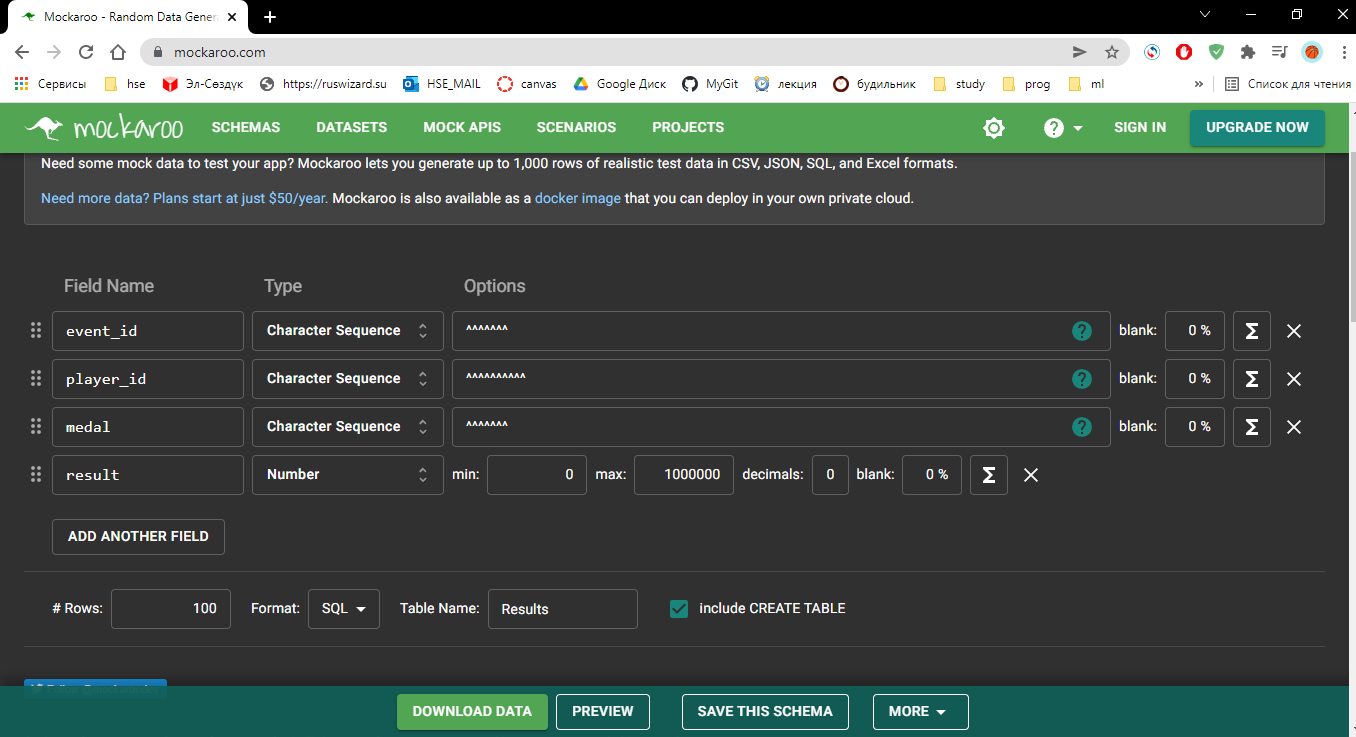 Mockaroo - Random Data Gener
mockaroo.com
Сервисы hse Эл-Сөздүк https://ruswizard.su HSE_MAIL canvas Google Диск MyGit лекция будильник study prog ml » Список для чтения
mockaroo SCHEMAS DATASETS MOCK APIS SCENARIOS PROJECTS ? SIGN IN UPGRADE NOW
Need some mock data to test your app? Mockaroo lets you generate up to 1,000 rows of realistic test data in CSV, JSON, SQL, and Excel formats.
Need more data? Plans start at just $50/year. Mockaroo is also available as a docker image that you can deploy in your own private cloud.
Field Name Type Options
event_id Character Sequence ^^^^^^^ ? blank: 0 % Σ
player_id Character Sequence ^^^^^^^^^^ ? blank: 0 % Σ
medal Character Sequence ^^^^^^^ ? blank: 0 % Σ
result Number min: 0 max: 1000000 decimals: 0 blank: 0 % Σ
ADD ANOTHER FIELD
# Rows: 100 Format: SQL Table Name: Results include CREATE TABLE
DOWNLOAD DATA PREVIEW SAVE THIS SCHEMA MORE